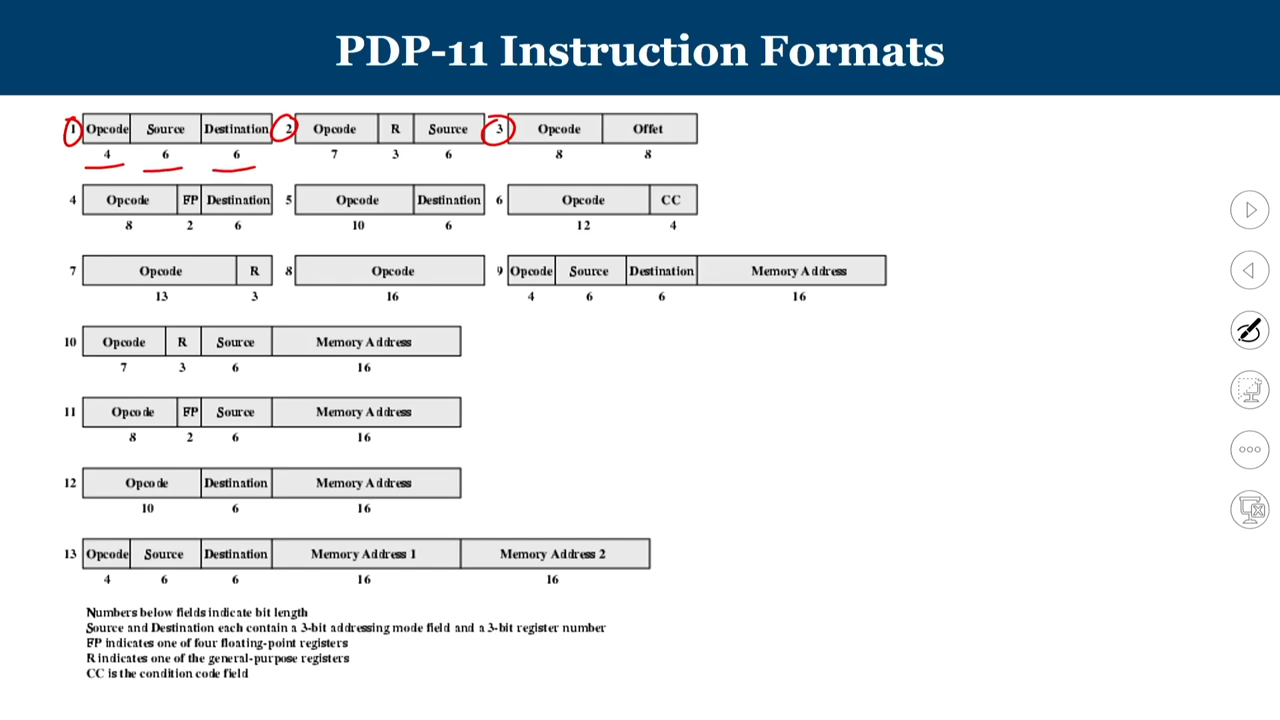 PDP-11 Instruction Formats
1 Opcode Source Destination 2 Opcode R Source 3 Opcode Offet
4 6 6 7 3 6 8 8
4 Opcode FP Destination 5 Opcode Destination 6 Opcode CC
8 2 6 10 6 12 4
7 Opcode R 8 Opcode 9 Opcode Source Destination Memory Address
13 3 16 4 6 6 16
10 Opcode R Source Memory Address
7 3 6 16
11 Opcode FP Source Memory Address
8 2 6 16
12 Opcode Destination Memory Address
10 6 16
13 Opcode Source Destination Memory Address 1 Memory Address 2
4 6 6 16 16
Numbers below fields indicate bit length
Source and Destination each contain a 3-bit addressing mode field and a 3-bit register number
FP indicates one of four floating-point registers
R indicates one of the general-purpose registers
CC is the condition code field